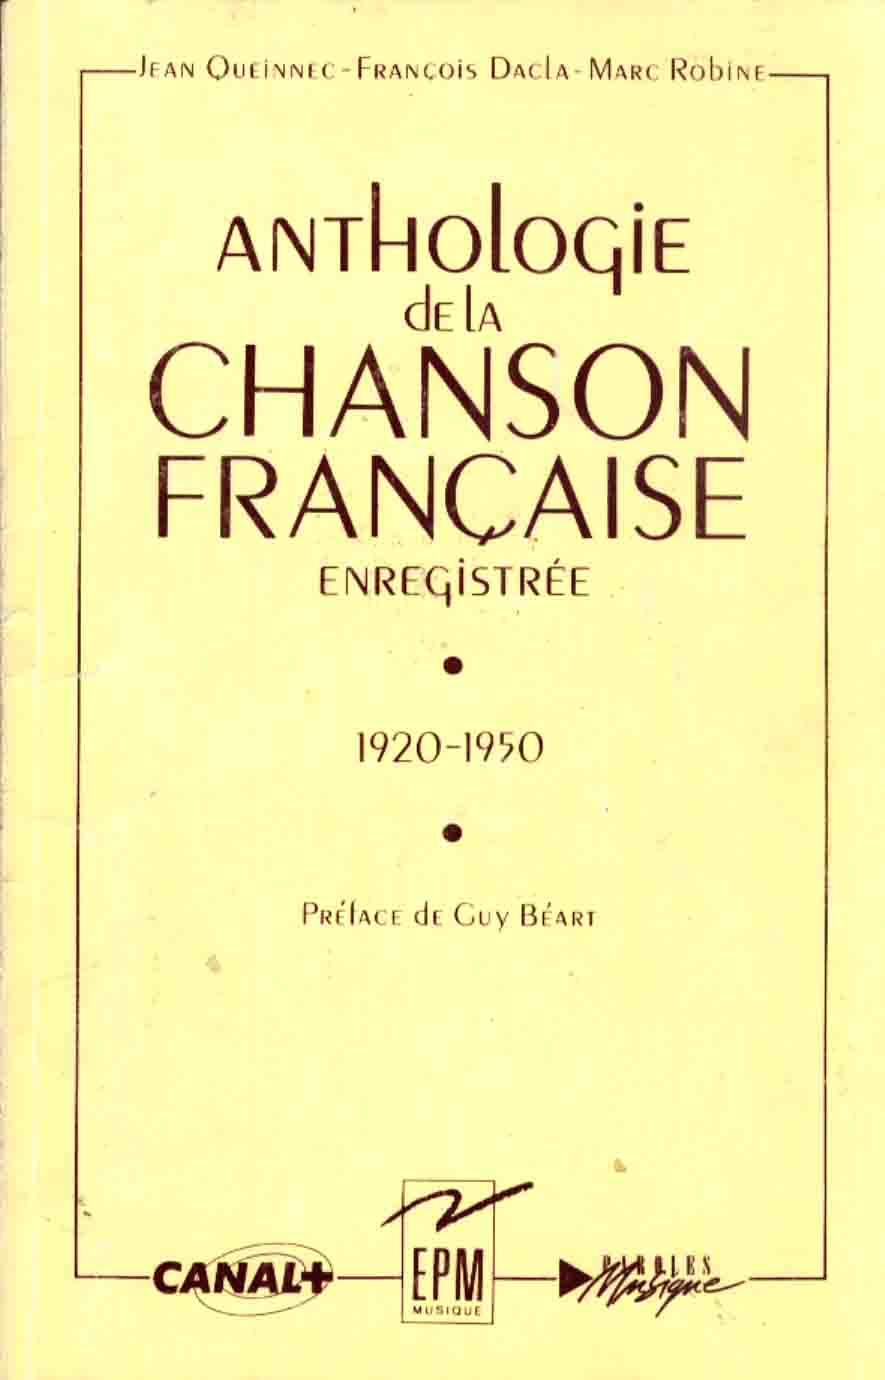 Jean Queinnec - François Dacla - Marc Robine
Anthologie
de la
CHANSON
FRANÇAISE
enregistrée
•
1920-1950
•
Préface de Guy Béart
CANAL+
EPM
MUSIQUE
PAROLES
Musique